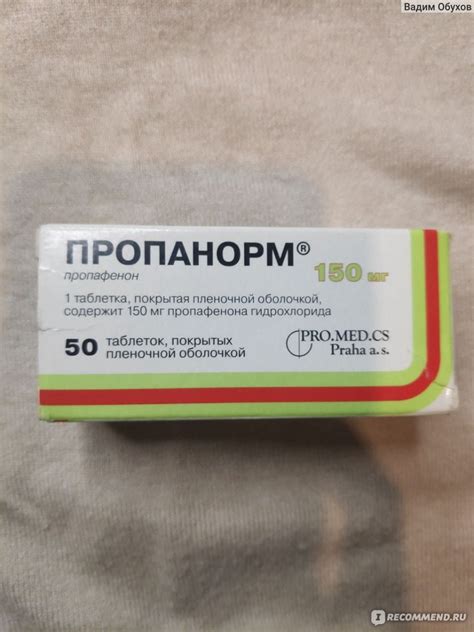 Вадим Обухов
ПРОПАНОРМ®
пропафенон
150 мг
1 таблетка, покрытая пленочной оболочкой,
содержит 150 мг пропафенона гидрохлорида
50 таблеток, покрытых
пленочной оболочкой
PRO.MED.CS
Praha a.s.
IRECOMMEND.RU